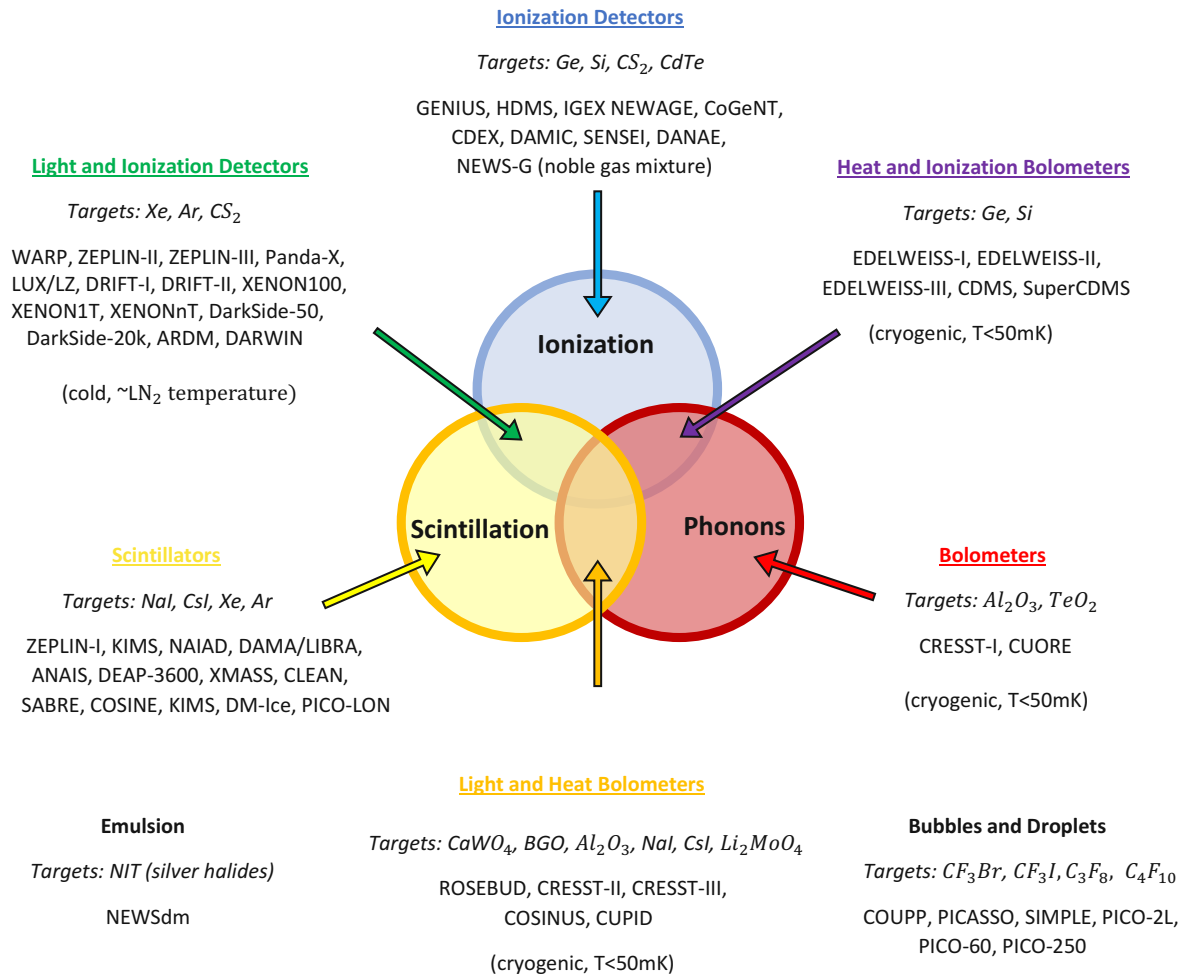 Ionization Detectors
Targets: Ge, Si, CS₂, CdTe
GENIUS, HDMS, IGEX NEWAGE, CoGeNT,
CDEX, DAMIC, SENSEI, DANAE,
NEWS-G (noble gas mixture)
Light and Ionization Detectors
Targets: Xe, Ar, CS₂
WARP, ZEPLIN-II, ZEPLIN-III, Panda-X,
LUX/LZ, DRIFT-I, DRIFT-II, XENON100,
XENON1T, XENONnT, DarkSide-50,
DarkSide-20k, ARDM, DARWIN
(cold, ~LN₂ temperature)
Heat and Ionization Bolometers
Targets: Ge, Si
EDELWEISS-I, EDELWEISS-II,
EDELWEISS-III, CDMS, SuperCDMS
(cryogenic, T<50mK)
Ionization
Scintillation
Phonons
Scintillators
Targets: NaI, CsI, Xe, Ar
ZEPLIN-I, KIMS, NAIAD, DAMA/LIBRA,
ANAIS, DEAP-3600, XMASS, CLEAN,
SABRE, COSINE, KIMS, DM-Ice, PICO-LON
Bolometers
Targets: Al₂O₃, TeO₂
CRESST-I, CUORE
(cryogenic, T<50mK)
Emulsion
Targets: NIT (silver halides)
NEWSdm
Light and Heat Bolometers
Targets: CaWO₄, BGO, Al₂O₃, NaI, CsI, Li₂MoO₄
ROSEBUD, CRESST-II, CRESST-III,
COSINUS, CUPID
(cryogenic, T<50mK)
Bubbles and Droplets
Targets: CF₃Br, CF₃I, C₃F₈, C₄F₁₀
COUPP, PICASSO, SIMPLE, PICO-2L,
PICO-60, PICO-250